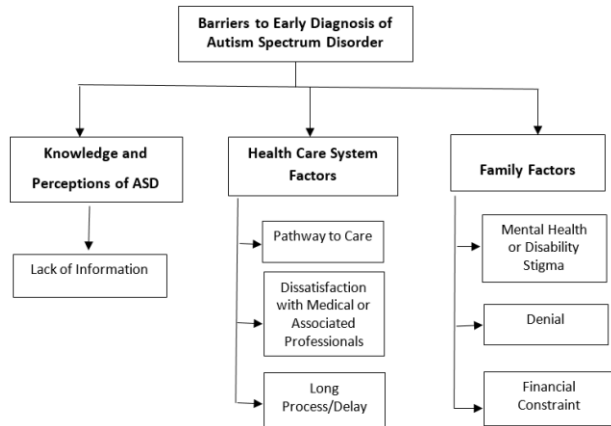 Barriers to Early Diagnosis of
Autism Spectrum Disorder
Knowledge and
Perceptions of ASD
Lack of Information
Health Care System
Factors
Pathway to Care
Dissatisfaction
with Medical or
Associated
Professionals
Long
Process/Delay
Family Factors
Mental Health
or Disability
Stigma
Denial
Financial
Constraint